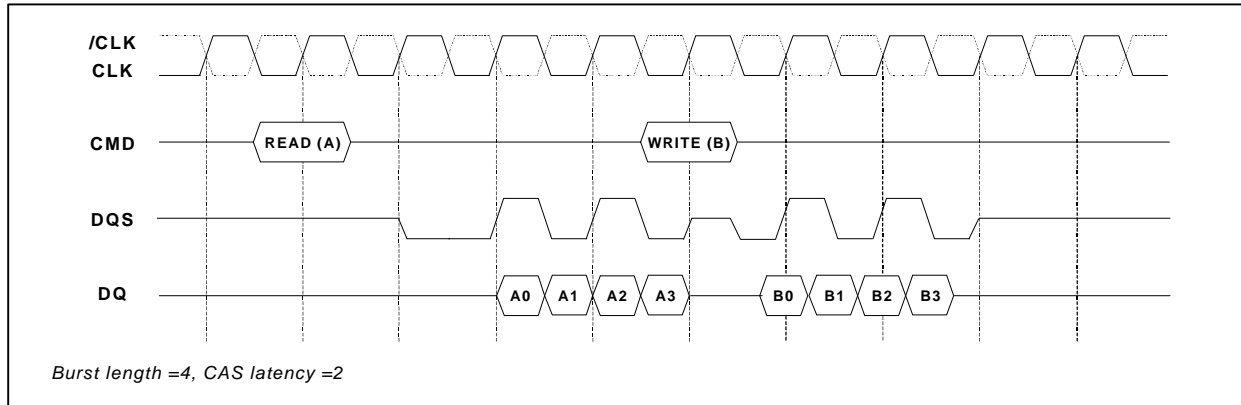 /CLK
CLK
CMD READ (A) WRITE (B)
DQS
DQ A0 A1 A2 A3 B0 B1 B2 B3
Burst length =4, CAS latency =2